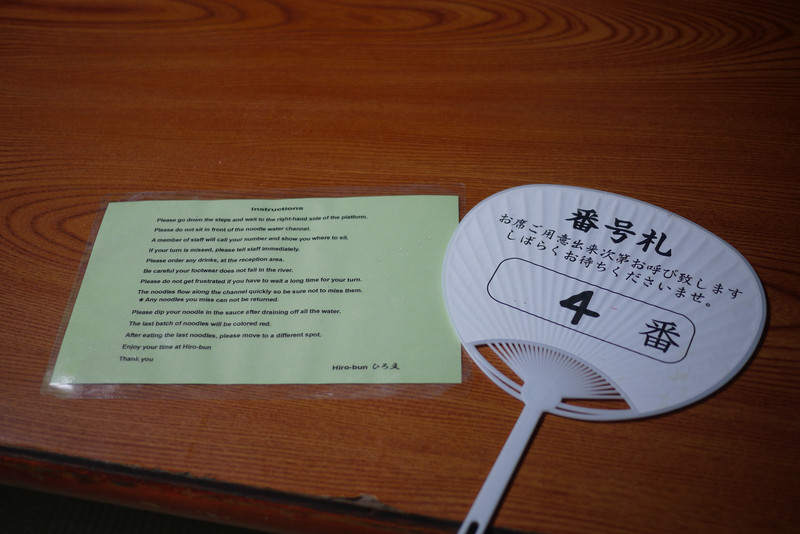 Instructions
Please go down the steps and wait to the right-hand side of the platform.
Please do not sit in front of the noodle water channel.
A member of staff will call your number and show you where to sit.
If your turn is missed, please tell staff immediately.
Please order any drinks, at the reception area.
Be careful your footwear does not fall in the river.
Please do not get frustrated if you have to wait a long time for your turn.
The noodles flow along the channel quickly so be sure not to miss them.
★ Any noodles you miss can not be returned.
Please dip your noodle in the sauce after draining off all the water.
The last batch of noodles will be colored red.
After eating the last noodles, please move to a different spot.
Enjoy your time at Hiro-bun
Thank you
Hiro-bun ひろ文
番号札
お席ご用意出来次第お呼び致します
しばらくお待ちくださいませ。
4 番